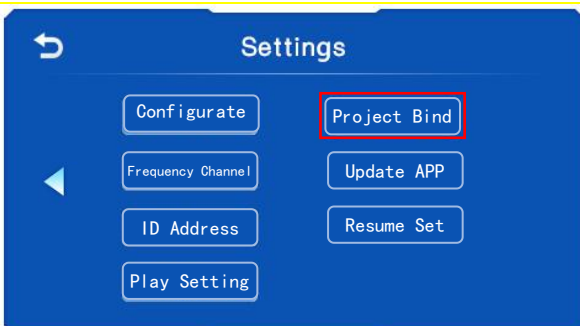 Settings
Configurate
Project Bind
Frequency Channel
Update APP
ID Address
Resume Set
Play Setting